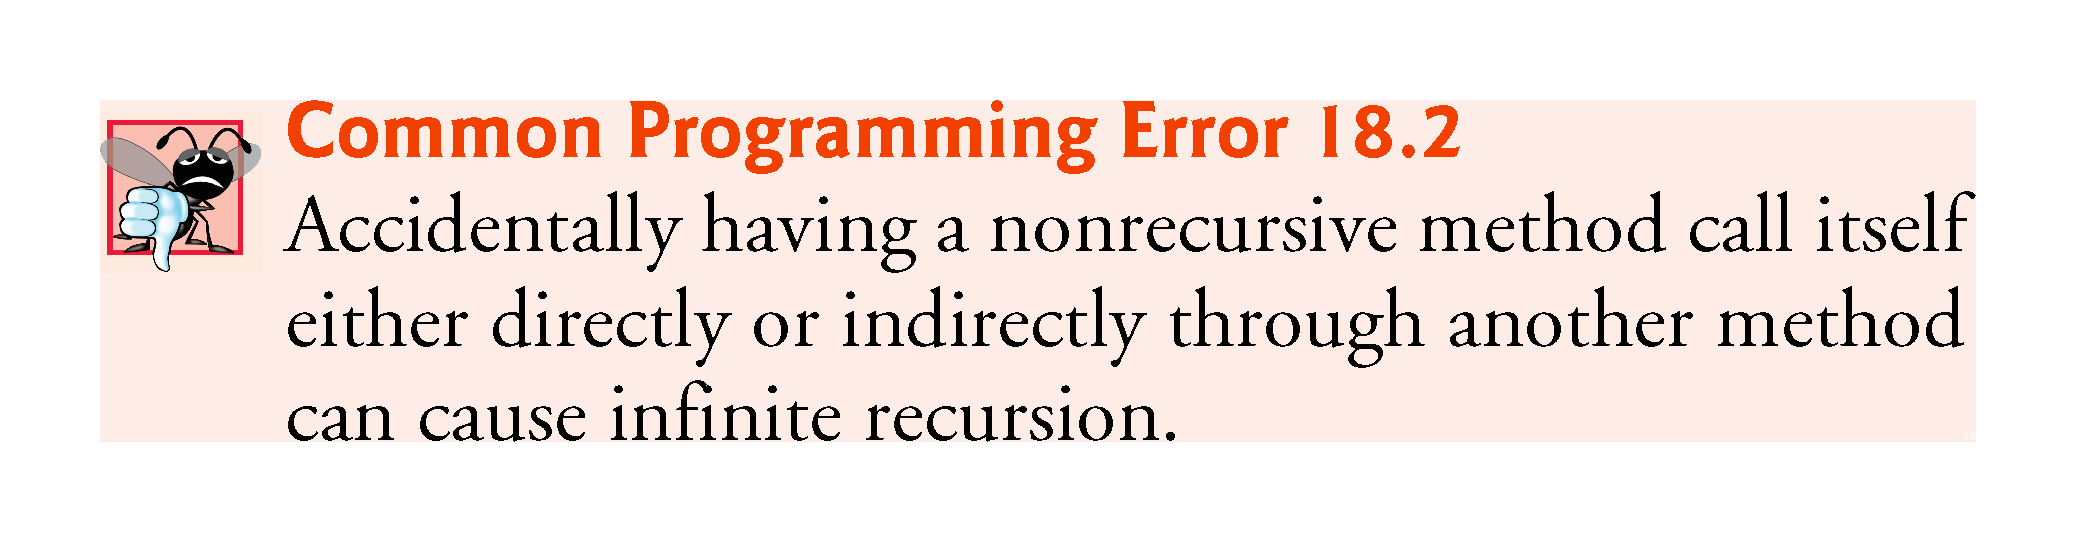 Common Programming Error 18.2
Accidentally having a nonrecursive method call itself
either directly or indirectly through another method
can cause infinite recursion.
18